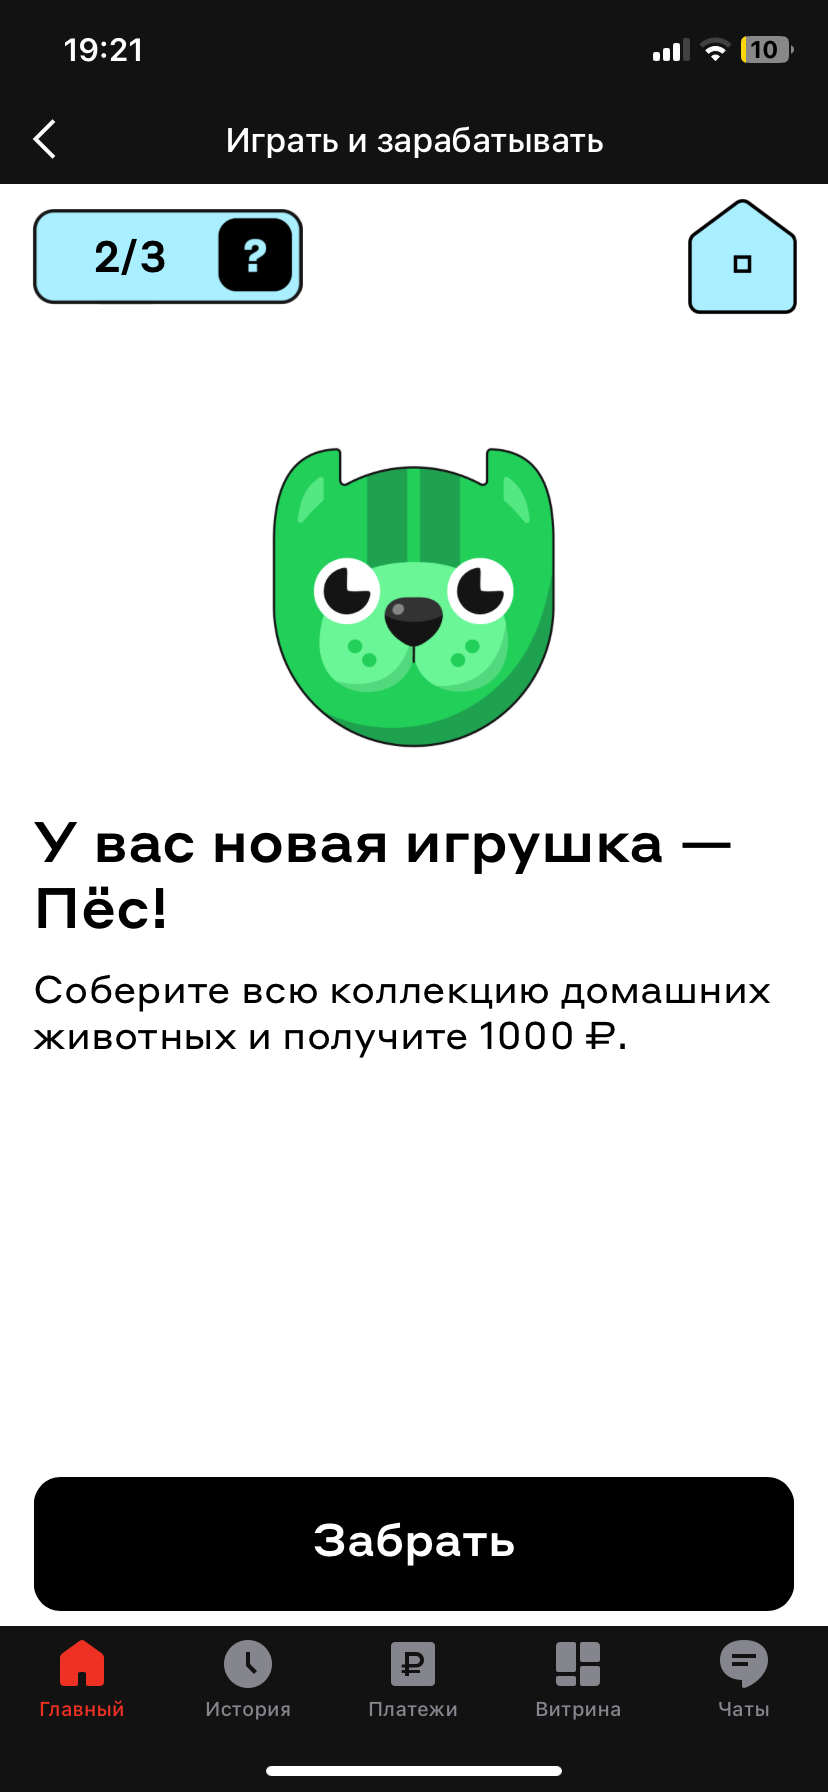 19:21
10
Играть и зарабатывать
2/3 ?
У вас новая игрушка —
Пёс!
Соберите всю коллекцию домашних
животных и получите 1000 ₽.
Забрать
Главный История Платежи Витрина Чаты